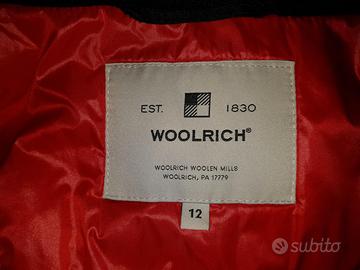 EST. 1830
WOOLRICH®
WOOLRICH WOOLEN MILLS
WOOLRICH, PA 17779
12
subito